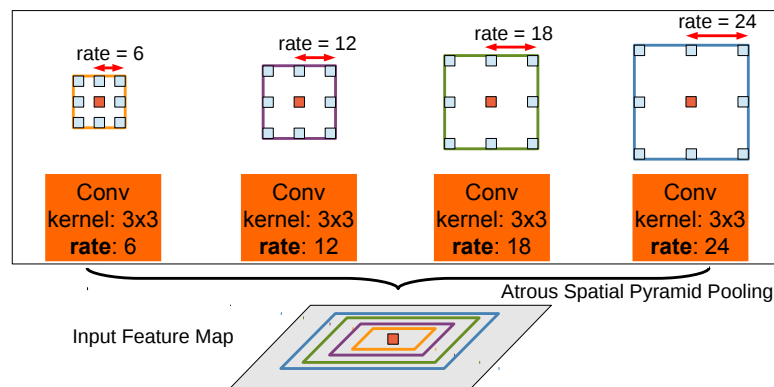 rate = 6
rate = 12
rate = 18
rate = 24
Conv
kernel: 3x3
rate: 6
Conv
kernel: 3x3
rate: 12
Conv
kernel: 3x3
rate: 18
Conv
kernel: 3x3
rate: 24
Atrous Spatial Pyramid Pooling
Input Feature Map